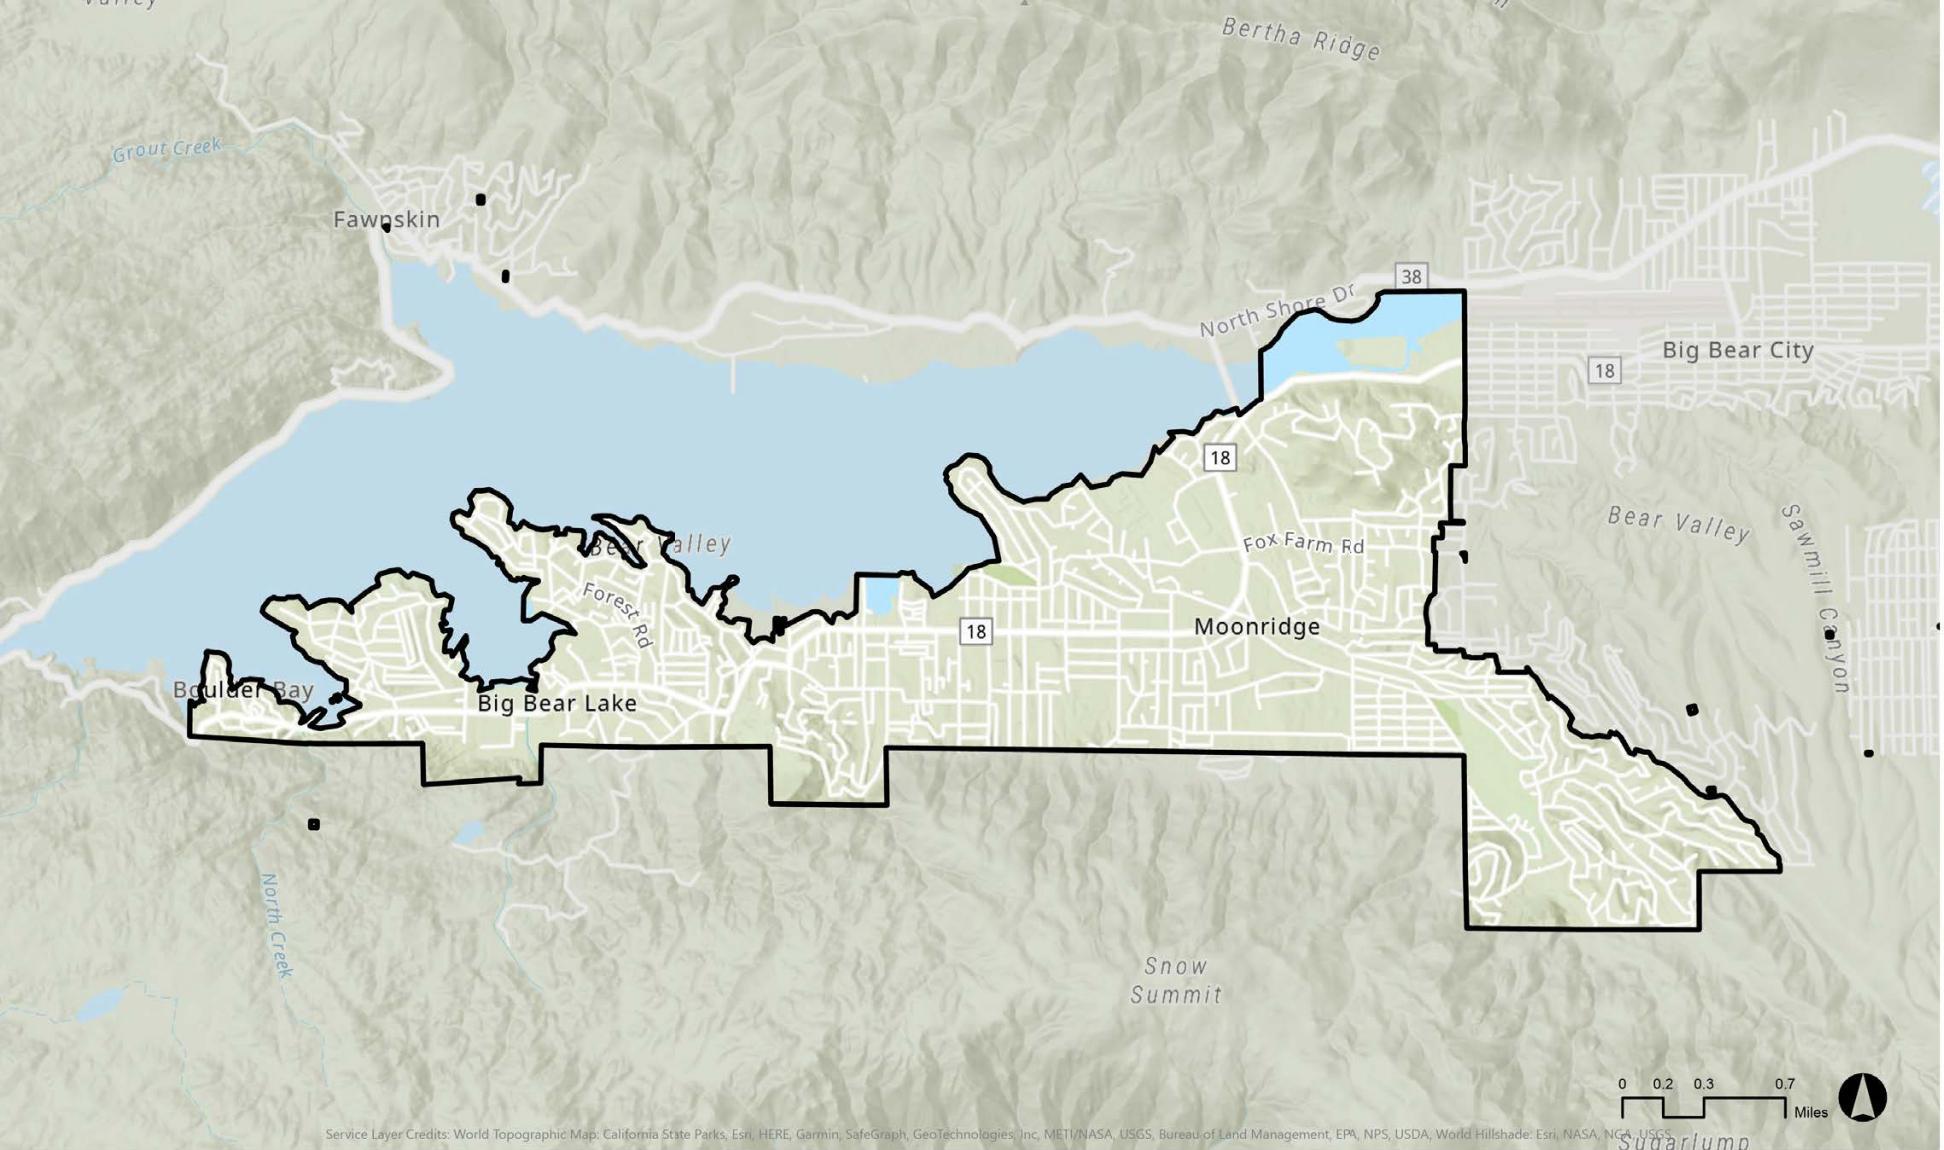 Valley
Bertha Ridge
Grout Creek
Fawnskin
38
North Shore Dr
Big Bear City
18
18
Bear Valley
Sawmill Canyon
Bear Valley
Fox Farm Rd
Forest Rd
18
Moonridge
Boulder Bay
Big Bear Lake
North Creek
Snow
Summit
0 0.2 0.3 0.7
Miles
Service Layer Credits: World Topographic Map: California State Parks, Esri, HERE, Garmin, SafeGraph, GeoTechnologies, Inc, METI/NASA, USGS, Bureau of Land Management, EPA, NPS, USDA, World Hillshade: Esri, NASA, NGA, USGS
Sugarlump